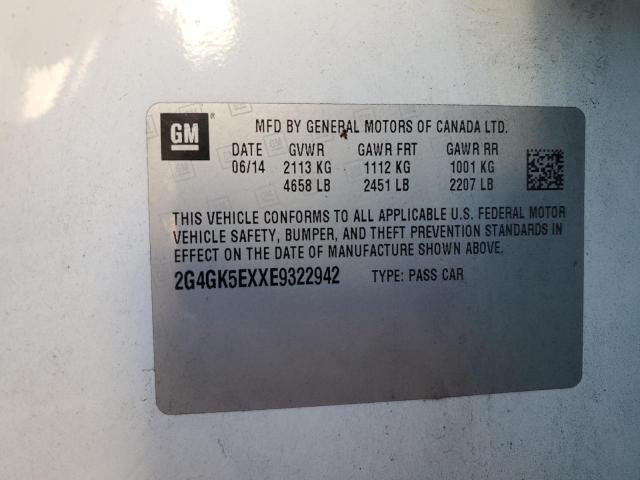 GM
MFD BY GENERAL MOTORS OF CANADA LTD.
DATE GVWR GAWR FRT GAWR RR
06/14 2113 KG 1112 KG 1001 KG
4658 LB 2451 LB 2207 LB
THIS VEHICLE CONFORMS TO ALL APPLICABLE U.S. FEDERAL MOTOR
VEHICLE SAFETY, BUMPER, AND THEFT PREVENTION STANDARDS IN
EFFECT ON THE DATE OF MANUFACTURE SHOWN ABOVE.
2G4GK5EXXE9322942 TYPE: PASS CAR